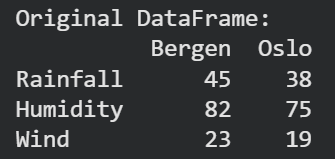 Original DataFrame:
Bergen Oslo
Rainfall 45 38
Humidity 82 75
Wind 23 19